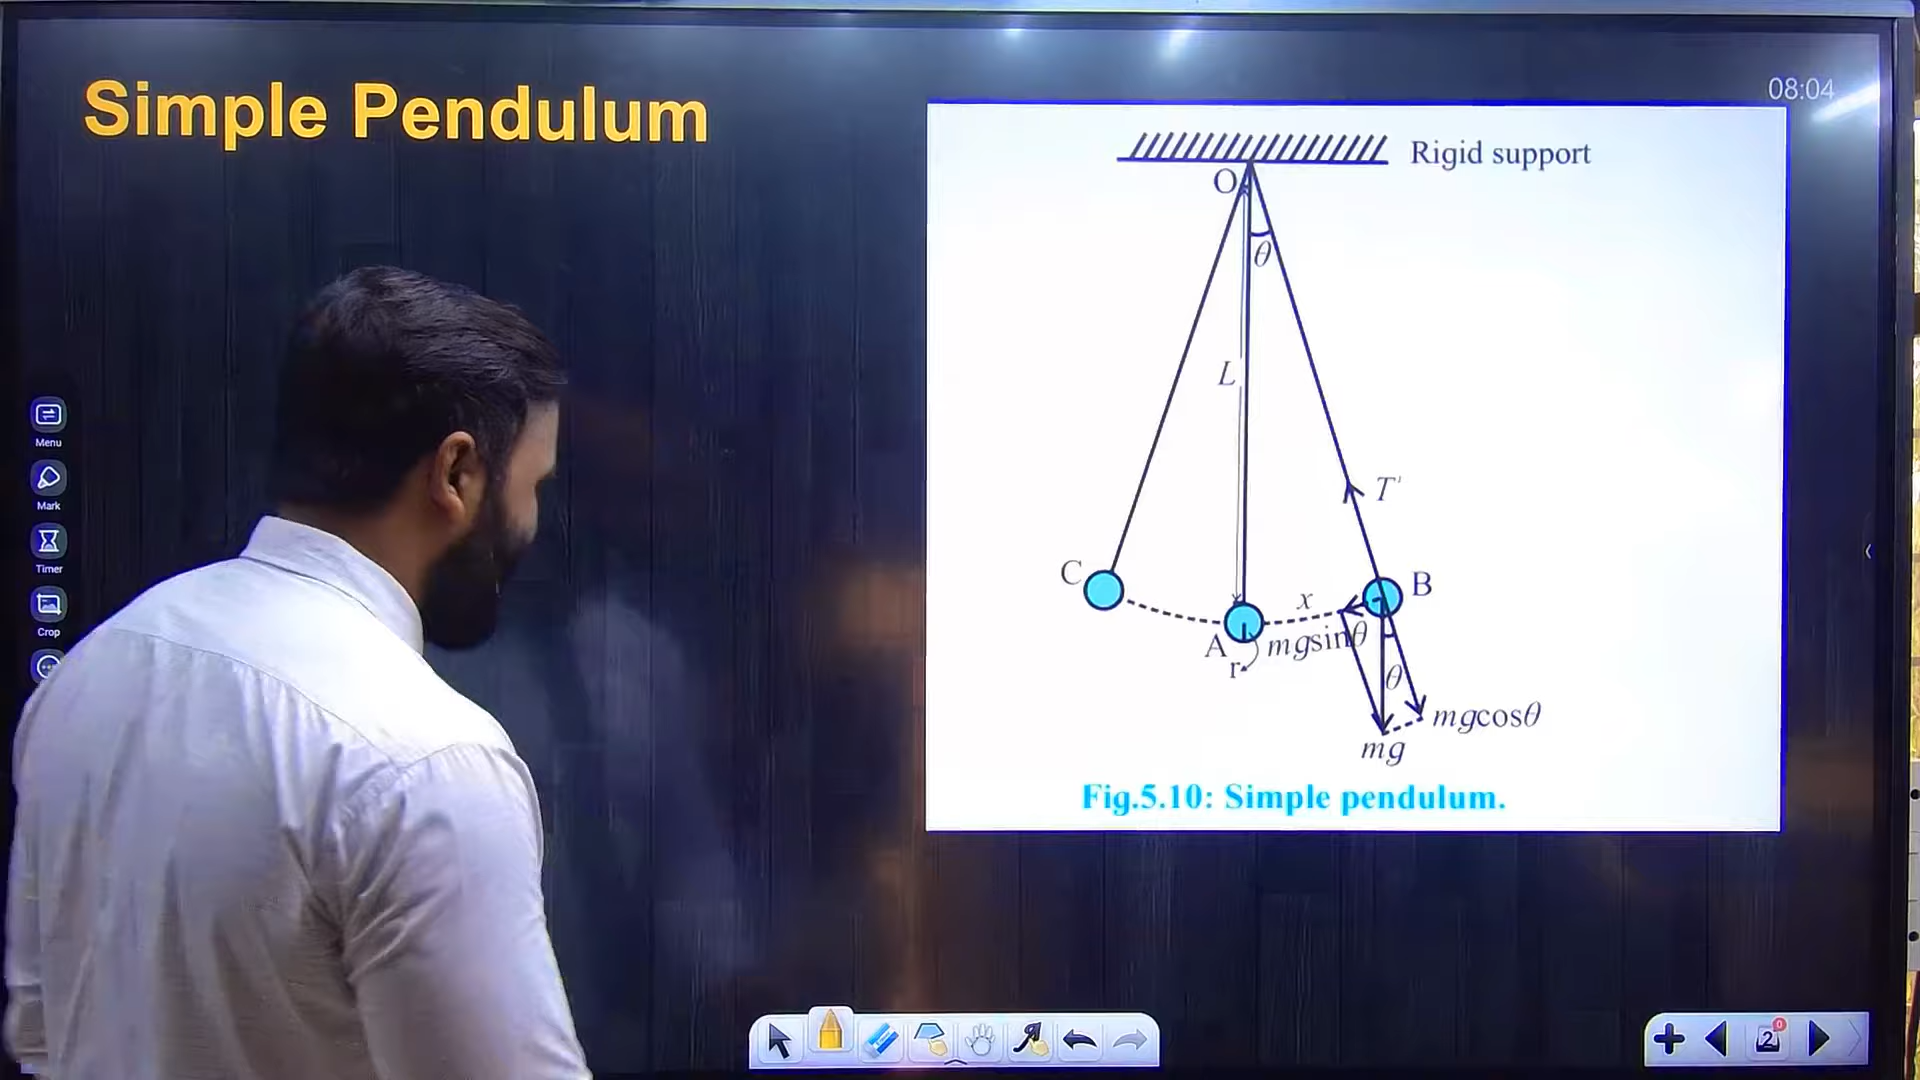 Simple Pendulum
08:04
Rigid support
O
θ
L
T'
C
B
x
A
mgsinθ
r
θ
mgcosθ
mg
Fig.5.10: Simple pendulum.
Menu
Mark
Timer
Crop
2
0